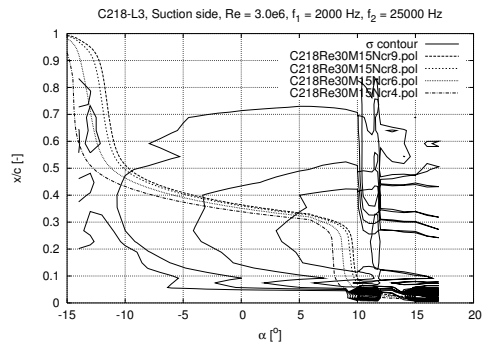 C218-L3, Suction side, Re = 3.0e6, f₁ = 2000 Hz, f₂ = 25000 Hz
σ contour
C218Re30M15Ncr9.pol
C218Re30M15Ncr8.pol
C218Re30M15Ncr6.pol
C218Re30M15Ncr4.pol
x/c [-]
1
0.9
0.8
0.7
0.6
0.5
0.4
0.3
0.2
0.1
0
-15 -10 -5 0 5 10 15 20
α [°]